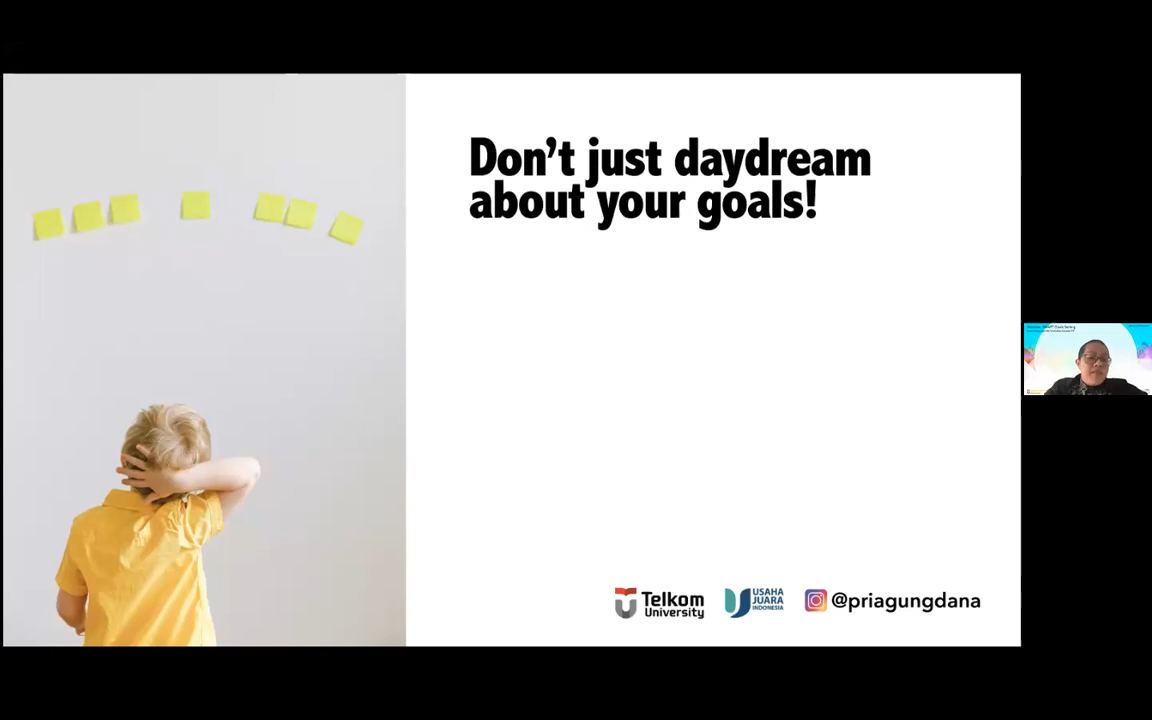 Don't just daydream
about your goals!
Telkom
University
USAHA
JUARA
INDONESIA
@priagungdana